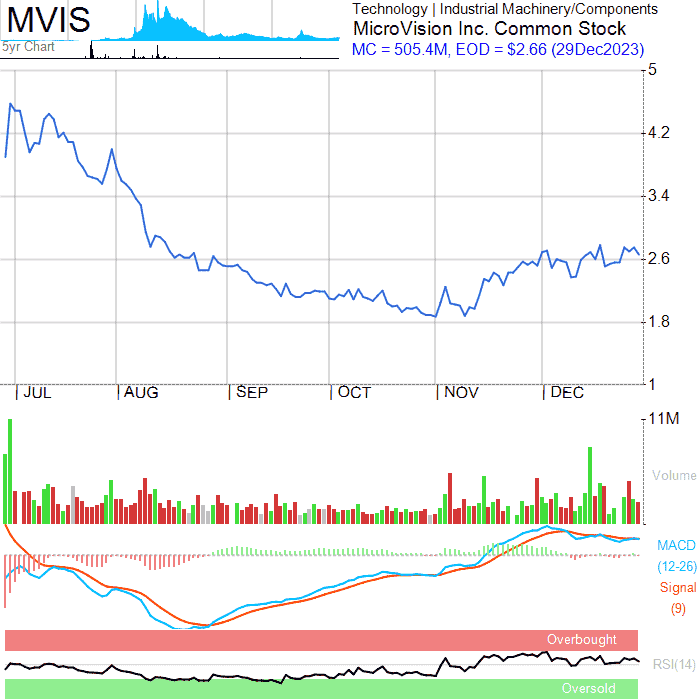 MVIS
5yr Chart
Technology | Industrial Machinery/Components
MicroVision Inc. Common Stock
MC = 505.4M, EOD = $2.66 (29Dec2023)
5
4.2
3.4
2.6
1.8
1
JUL AUG SEP OCT NOV DEC
11M
Volume
MACD
(12-26)
Signal
(9)
Overbought
RSI(14)
Oversold